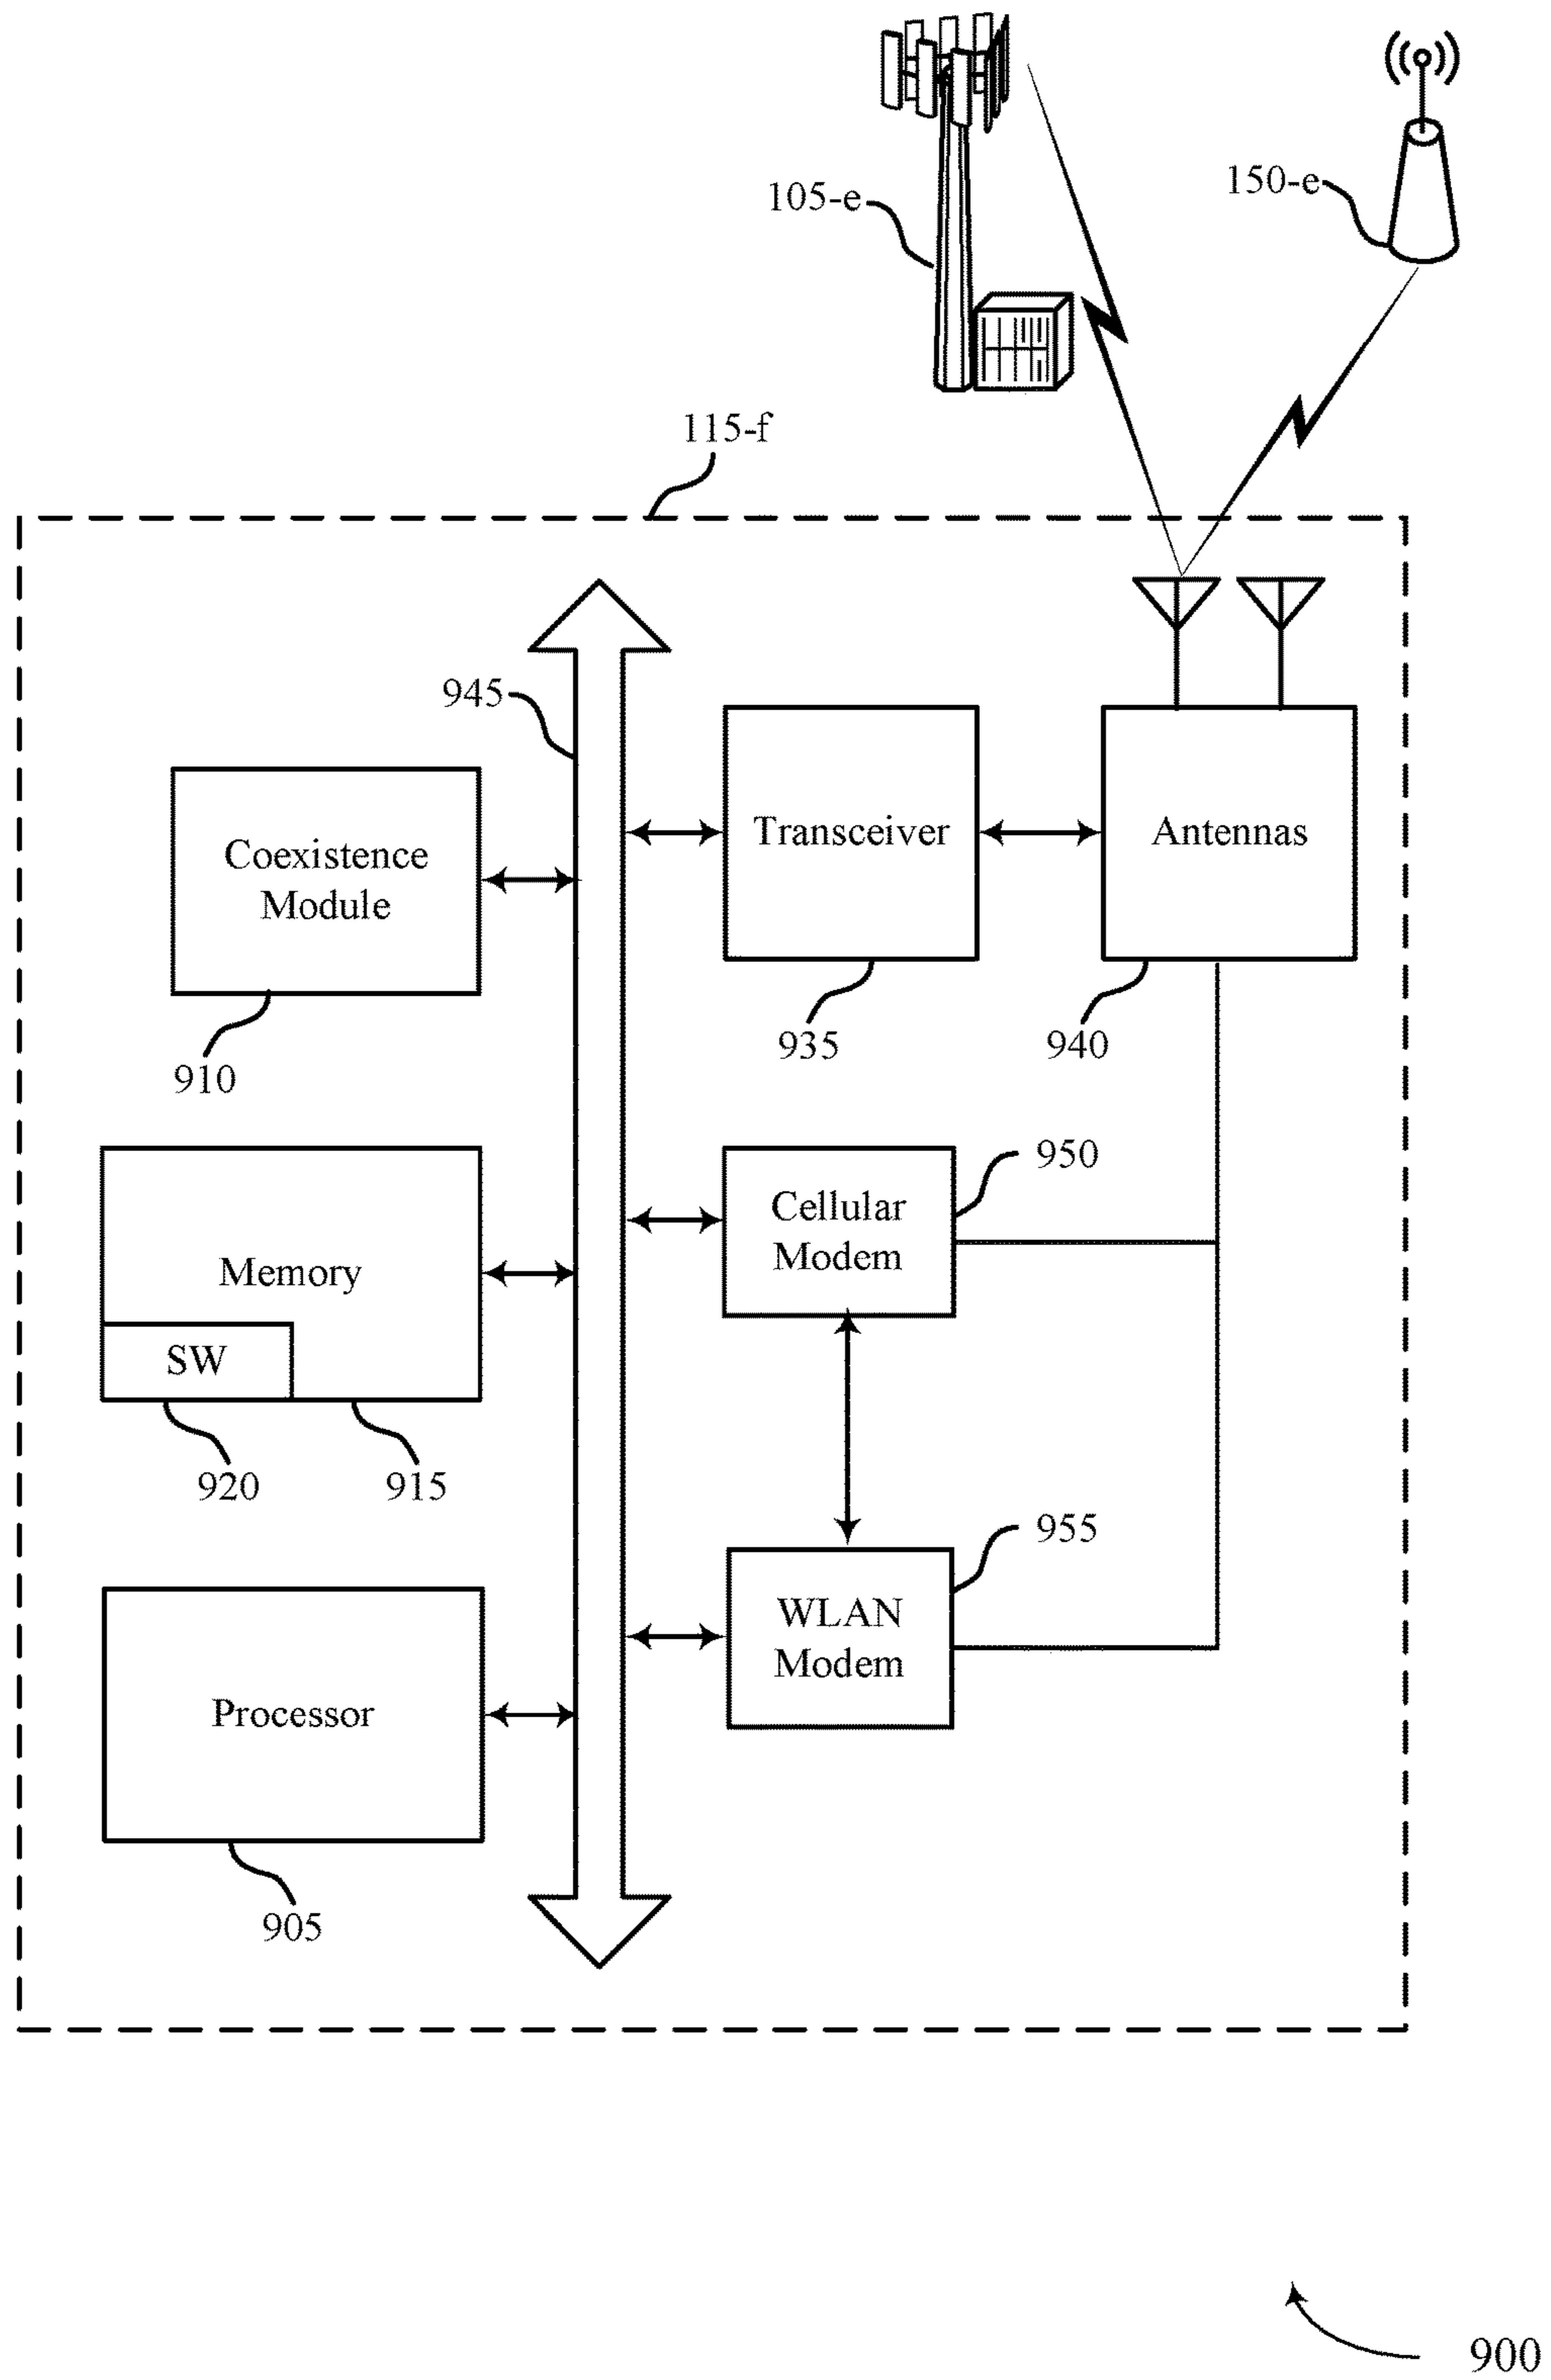 105-e
150-e
115-f
945
Transceiver
Antennas
Coexistence
Module
935
940
910
950
Cellular
Modem
Memory
SW
920
915
955
WLAN
Modem
Processor
905
900